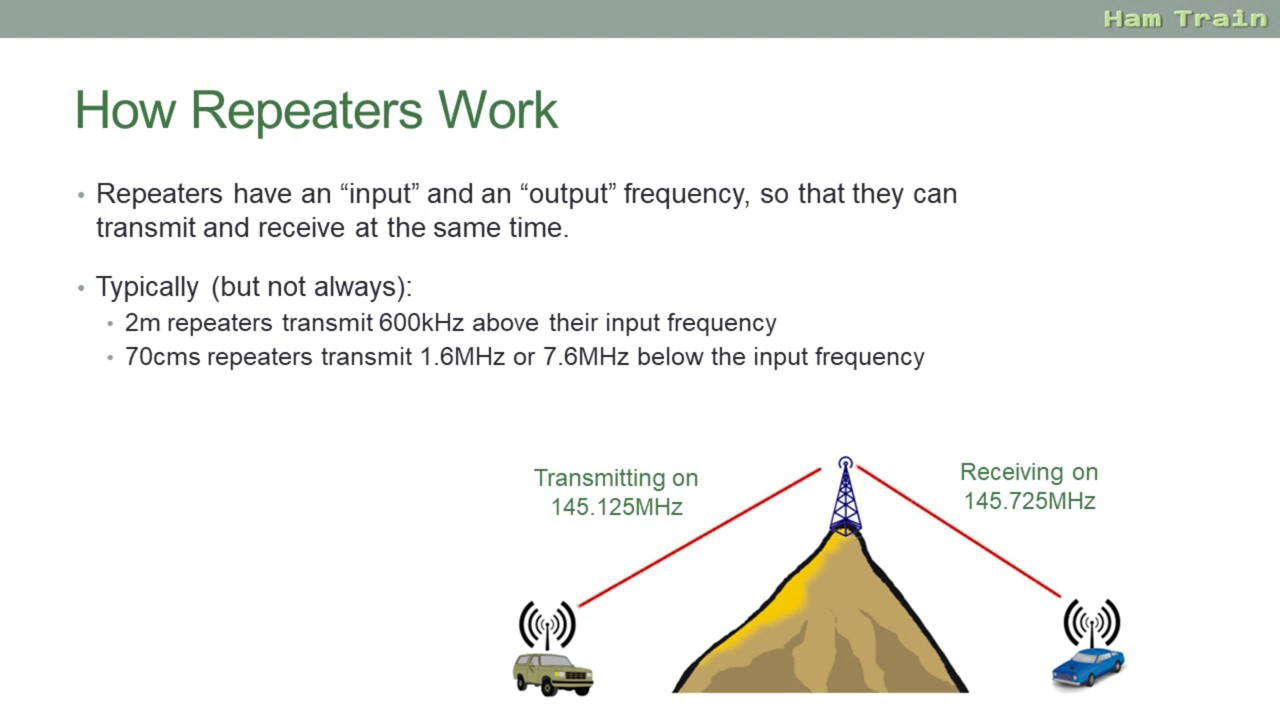 Ham Train
How Repeaters Work
• Repeaters have an “input” and an “output” frequency, so that they can
transmit and receive at the same time.
• Typically (but not always):
• 2m repeaters transmit 600kHz above their input frequency
• 70cms repeaters transmit 1.6MHz or 7.6MHz below the input frequency
Transmitting on
145.125MHz
Receiving on
145.725MHz